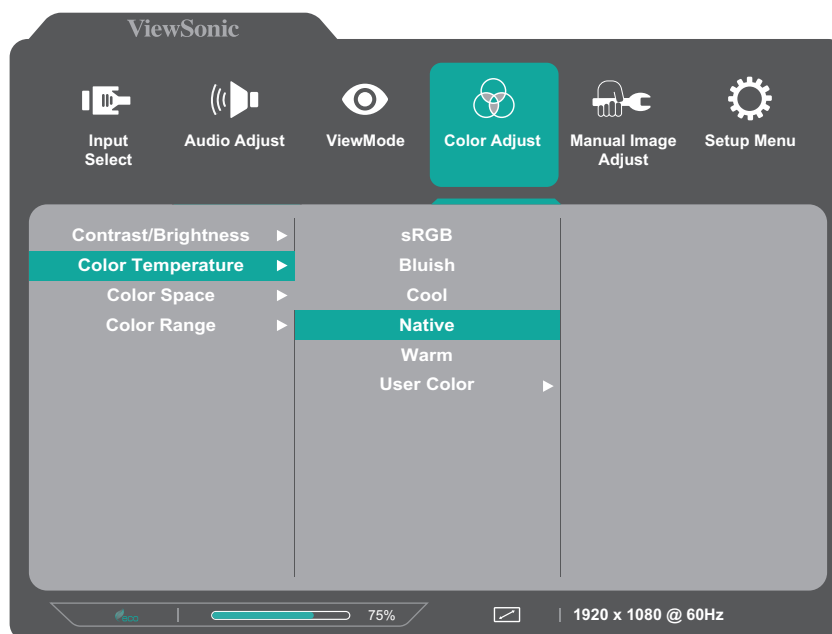 ViewSonic
Input Select
Audio Adjust
ViewMode
Color Adjust
Manual Image Adjust
Setup Menu
Contrast/Brightness
Color Temperature
Color Space
Color Range
sRGB
Bluish
Cool
Native
Warm
User Color
eco
75%
1920 x 1080 @ 60Hz